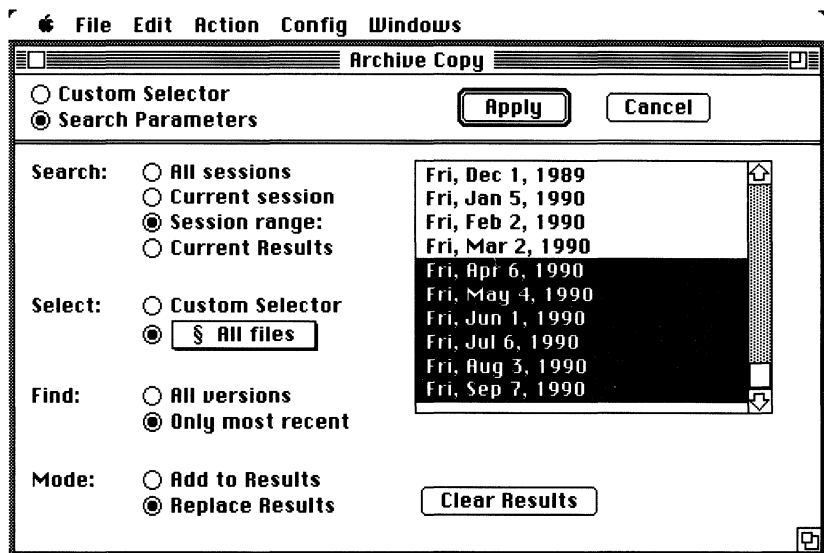 File Edit Action Config Windows
Archive Copy
Custom Selector
Search Parameters
Apply
Cancel
Search:
All sessions
Current session
Session range:
Current Results
Fri, Dec 1, 1989
Fri, Jan 5, 1990
Fri, Feb 2, 1990
Fri, Mar 2, 1990
Fri, Apr 6, 1990
Fri, May 4, 1990
Fri, Jun 1, 1990
Fri, Jul 6, 1990
Fri, Aug 3, 1990
Fri, Sep 7, 1990
Select:
Custom Selector
§ All files
Find:
All versions
Only most recent
Mode:
Add to Results
Replace Results
Clear Results